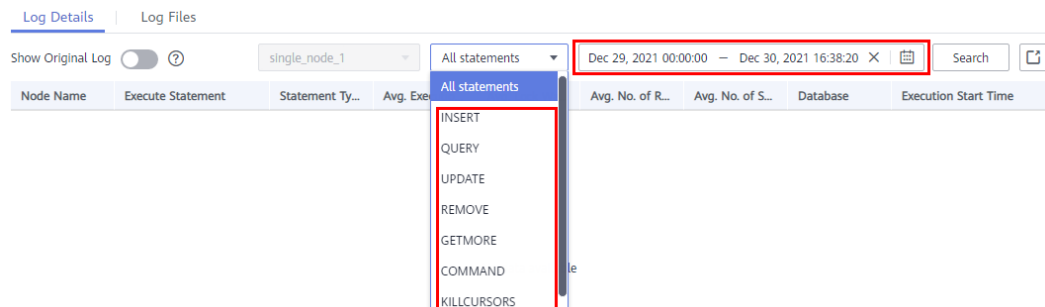 Log Details Log Files
Show Original Log ? single_node_1 All statements Dec 29, 2021 00:00:00 — Dec 30, 2021 16:38:20 Search
Node Name Execute Statement Statement Ty... Avg. Exe Avg. No. of R... Avg. No. of S... Database Execution Start Time
All statements
INSERT
QUERY
UPDATE
REMOVE
GETMORE
COMMAND
KILLCURSORS